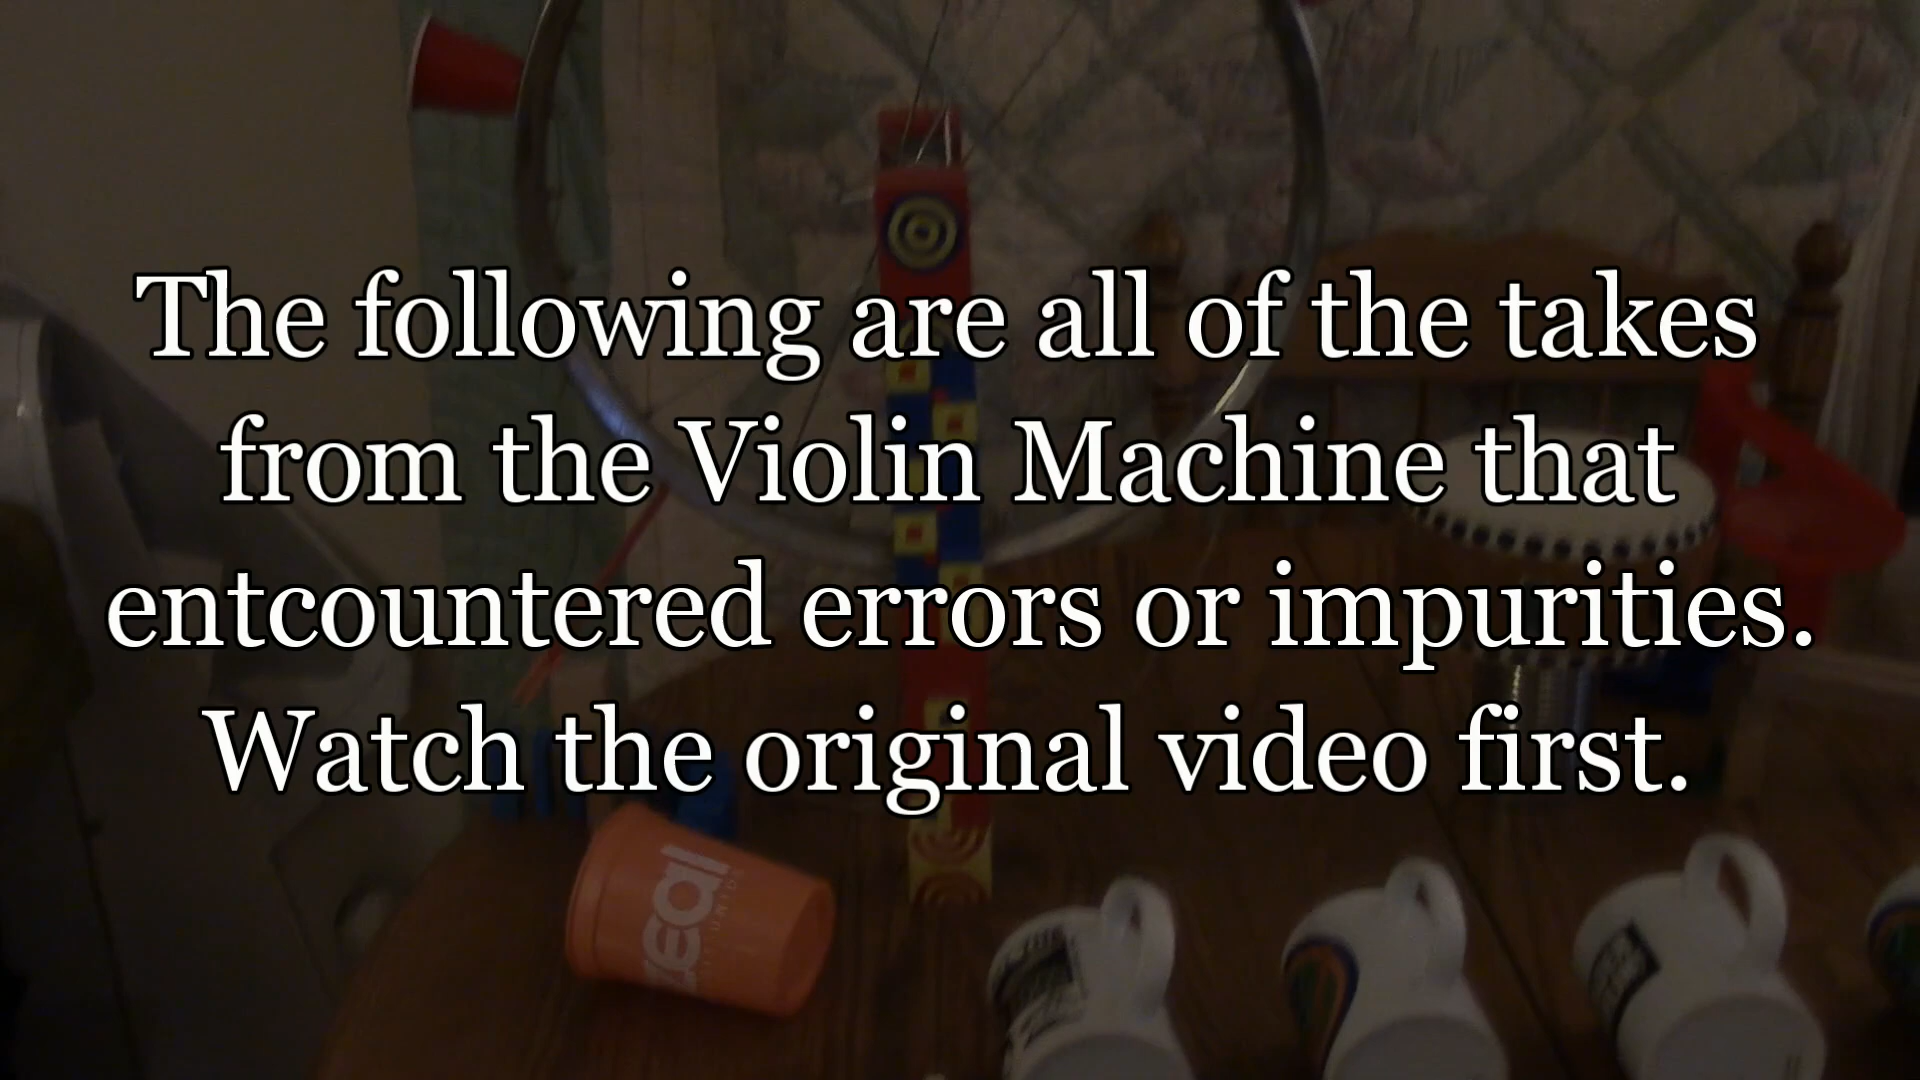 The following are all of the takes
from the Violin Machine that
entcountered errors or impurities.
Watch the original video first.
zeal